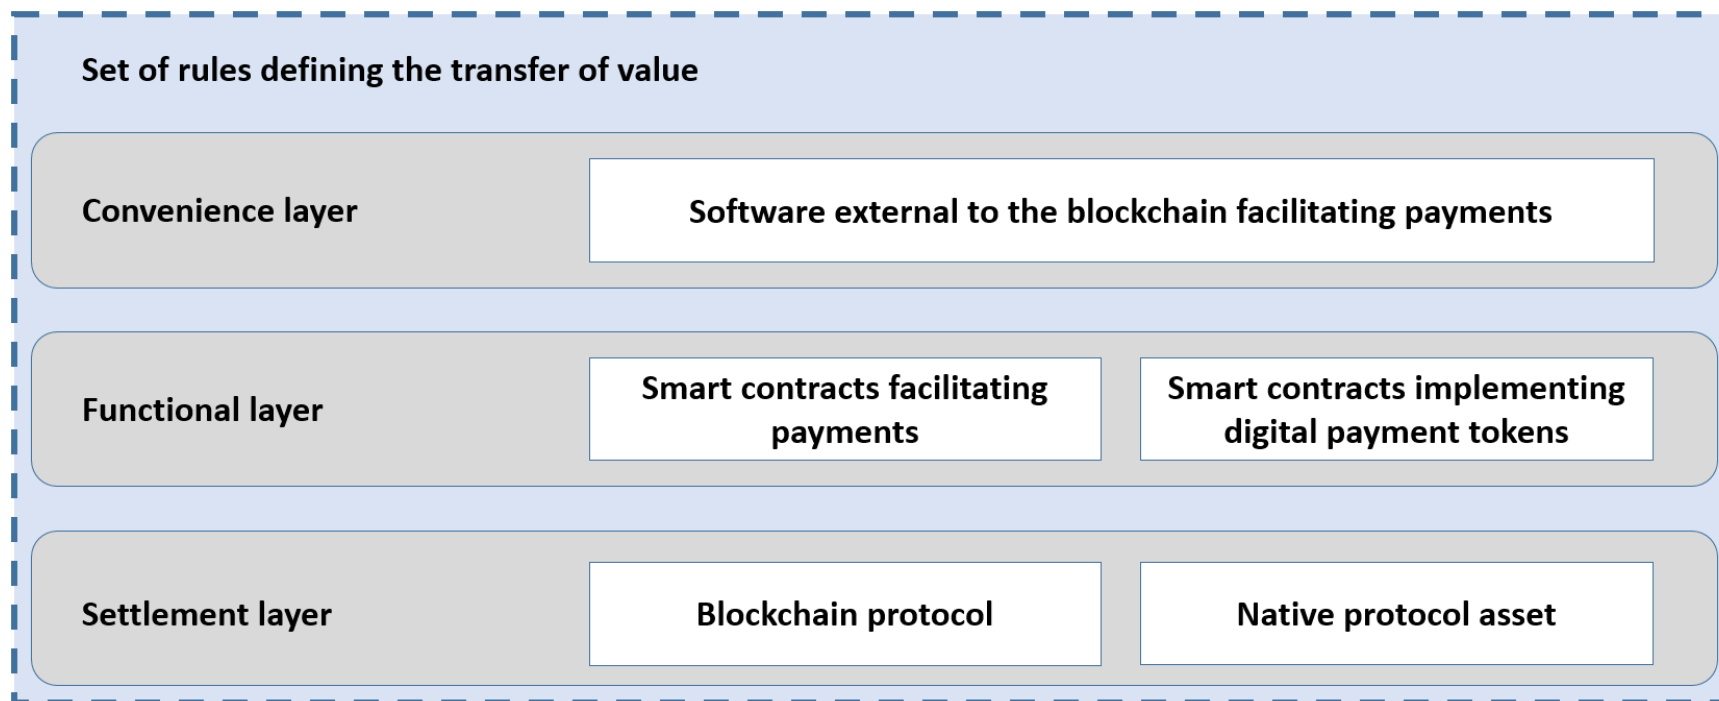 Set of rules defining the transfer of value
Convenience layer
Software external to the blockchain facilitating payments
Functional layer
Smart contracts facilitating
payments
Smart contracts implementing
digital payment tokens
Settlement layer
Blockchain protocol
Native protocol asset